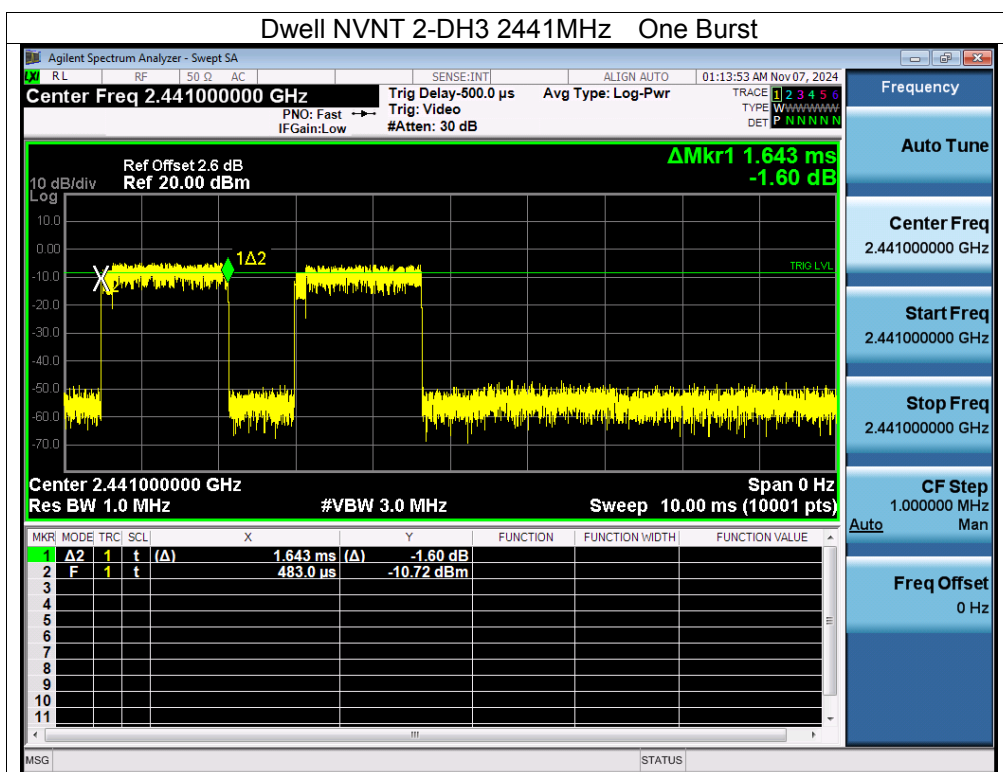 Dwell NVNT 2-DH3 2441MHz One Burst
Agilent Spectrum Analyzer - Swept SA
LXI RL RF 50 Ω AC SENSE:INT ALIGN AUTO 01:13:53 AM Nov 07, 2024
Center Freq 2.441000000 GHz
PNO: Fast
IFGain:Low
Trig Delay-500.0 µs
Trig: Video
#Atten: 30 dB
Avg Type: Log-Pwr
TRACE 1 2 3 4 5 6
TYPE WWWWWW
DET P N N N N N
ΔMkr1 1.643 ms
-1.60 dB
Ref Offset 2.6 dB
Ref 20.00 dBm
10 dB/div
Log
10.0
0.00
-10.0
-20.0
-30.0
-40.0
-50.0
-60.0
-70.0
1Δ2
2
TRIG LVL
Center 2.441000000 GHz Span 0 Hz
Res BW 1.0 MHz #VBW 3.0 MHz Sweep 10.00 ms (10001 pts)
MKR MODE TRC SCL X Y FUNCTION FUNCTION WIDTH FUNCTION VALUE
1 Δ2 1 t (Δ) 1.643 ms (Δ) -1.60 dB
2 F 1 t 483.0 µs -10.72 dBm
3
4
5
6
7
8
9
10
11
MSG STATUS
Frequency
Auto Tune
Center Freq
2.441000000 GHz
Start Freq
2.441000000 GHz
Stop Freq
2.441000000 GHz
CF Step
1.000000 MHz
Auto Man
Freq Offset
0 Hz